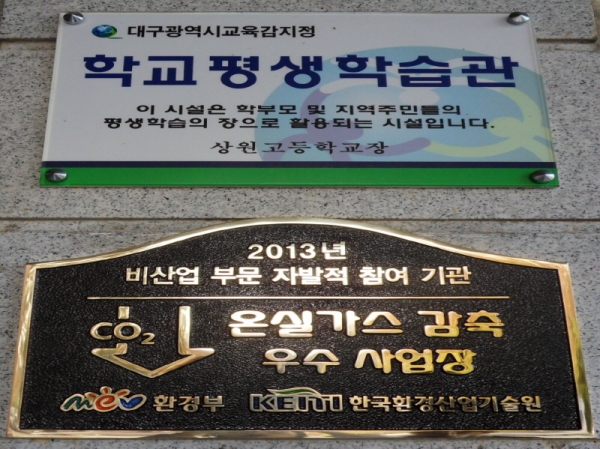 대구광역시교육감지정
학교평생학습관
이 시설은 학부모 및 지역주민들의
평생학습의 장으로 활용되는 시설입니다.
상원고등학교장
2013년
비산업 부문 자발적 참여 기관
CO2 온실가스 감축
우수 사업장
mev 환경부 KEITI 한국환경산업기술원